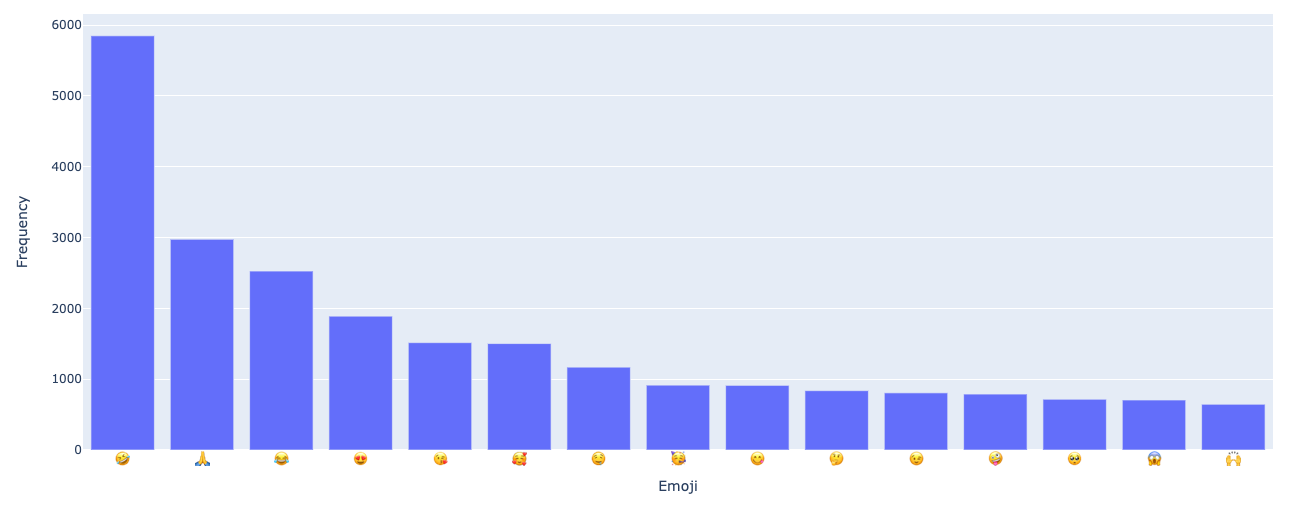 6000
5000
4000
3000
2000
1000
0
Frequency
🤣 🙏 😂 😍 😘 🥰 😊 🥳 😋 🤔 😉 🤪 🥺 😱 🙌
Emoji